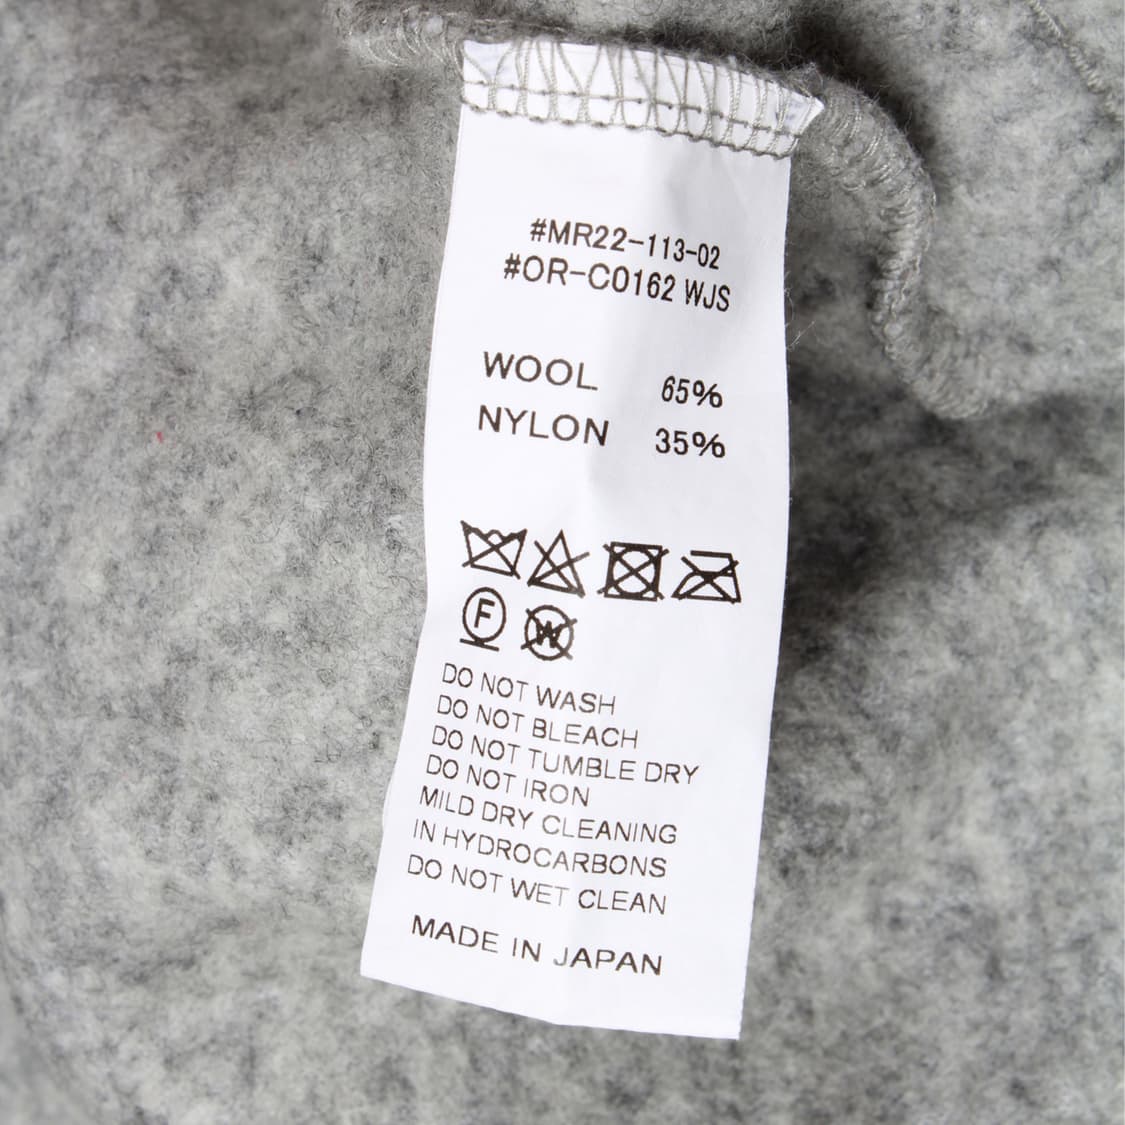 #MR22-113-02
#OR-C0162 WJS
WOOL 65%
NYLON 35%
F W
DO NOT WASH
DO NOT BLEACH
DO NOT TUMBLE DRY
DO NOT IRON
MILD DRY CLEANING
IN HYDROCARBONS
DO NOT WET CLEAN
MADE IN JAPAN